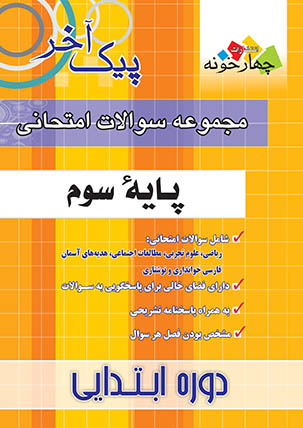 پیک آخر
انتشارات
چهارخونه
مجموعه سوالات امتحانی
پایهٔ سوم
شامل سوالات امتحانی:
ریاضی، علوم تجربی، مطالعات اجتماعی، هدیه‌های آسمان
فارسی خوانداری و نوشتاری
دارای فضای خالی برای پاسخگویی به سوالات
به همراه پاسخنامه تشریحی
مشخص بودن فصل هر سوال
دوره ابتدایی